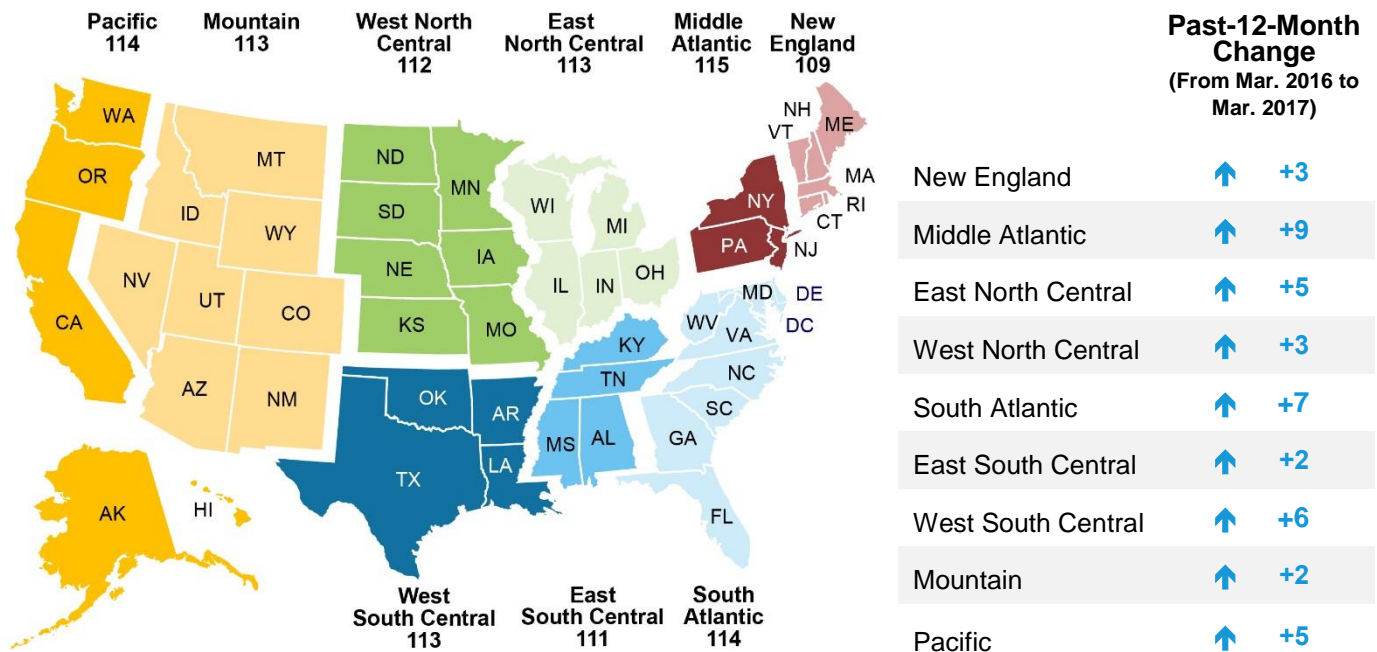 Pacific
114
Mountain
113
West North
Central
112
East
North Central
113
Middle
Atlantic
115
New
England
109
WA
OR
CA
AK
HI
MT
ID
WY
NV
UT
CO
AZ
NM
ND
SD
NE
KS
MN
IA
MO
OK
TX
AR
LA
WI
MI
IL
IN
OH
KY
TN
MS
AL
NY
PA
NJ
NH
VT
ME
MA
RI
CT
MD
DE
DC
WV
VA
NC
SC
GA
FL
West
South Central
113
East
South Central
111
South
Atlantic
114
Past-12-Month
Change
(From Mar. 2016 to
Mar. 2017)
New England +3
Middle Atlantic +9
East North Central +5
West North Central +3
South Atlantic +7
East South Central +2
West South Central +6
Mountain +2
Pacific +5